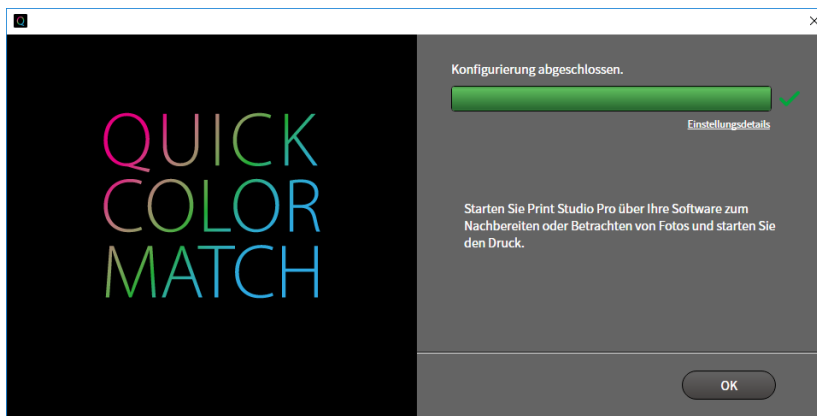 Q
QUICK
COLOR
MATCH
Konfigurierung abgeschlossen.
Einstellungsdetails
Starten Sie Print Studio Pro über Ihre Software zum
Nachbereiten oder Betrachten von Fotos und starten Sie
den Druck.
OK